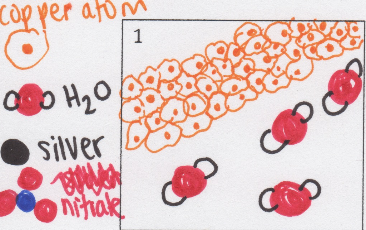 copper atom
1
H2O
silver
nitrate